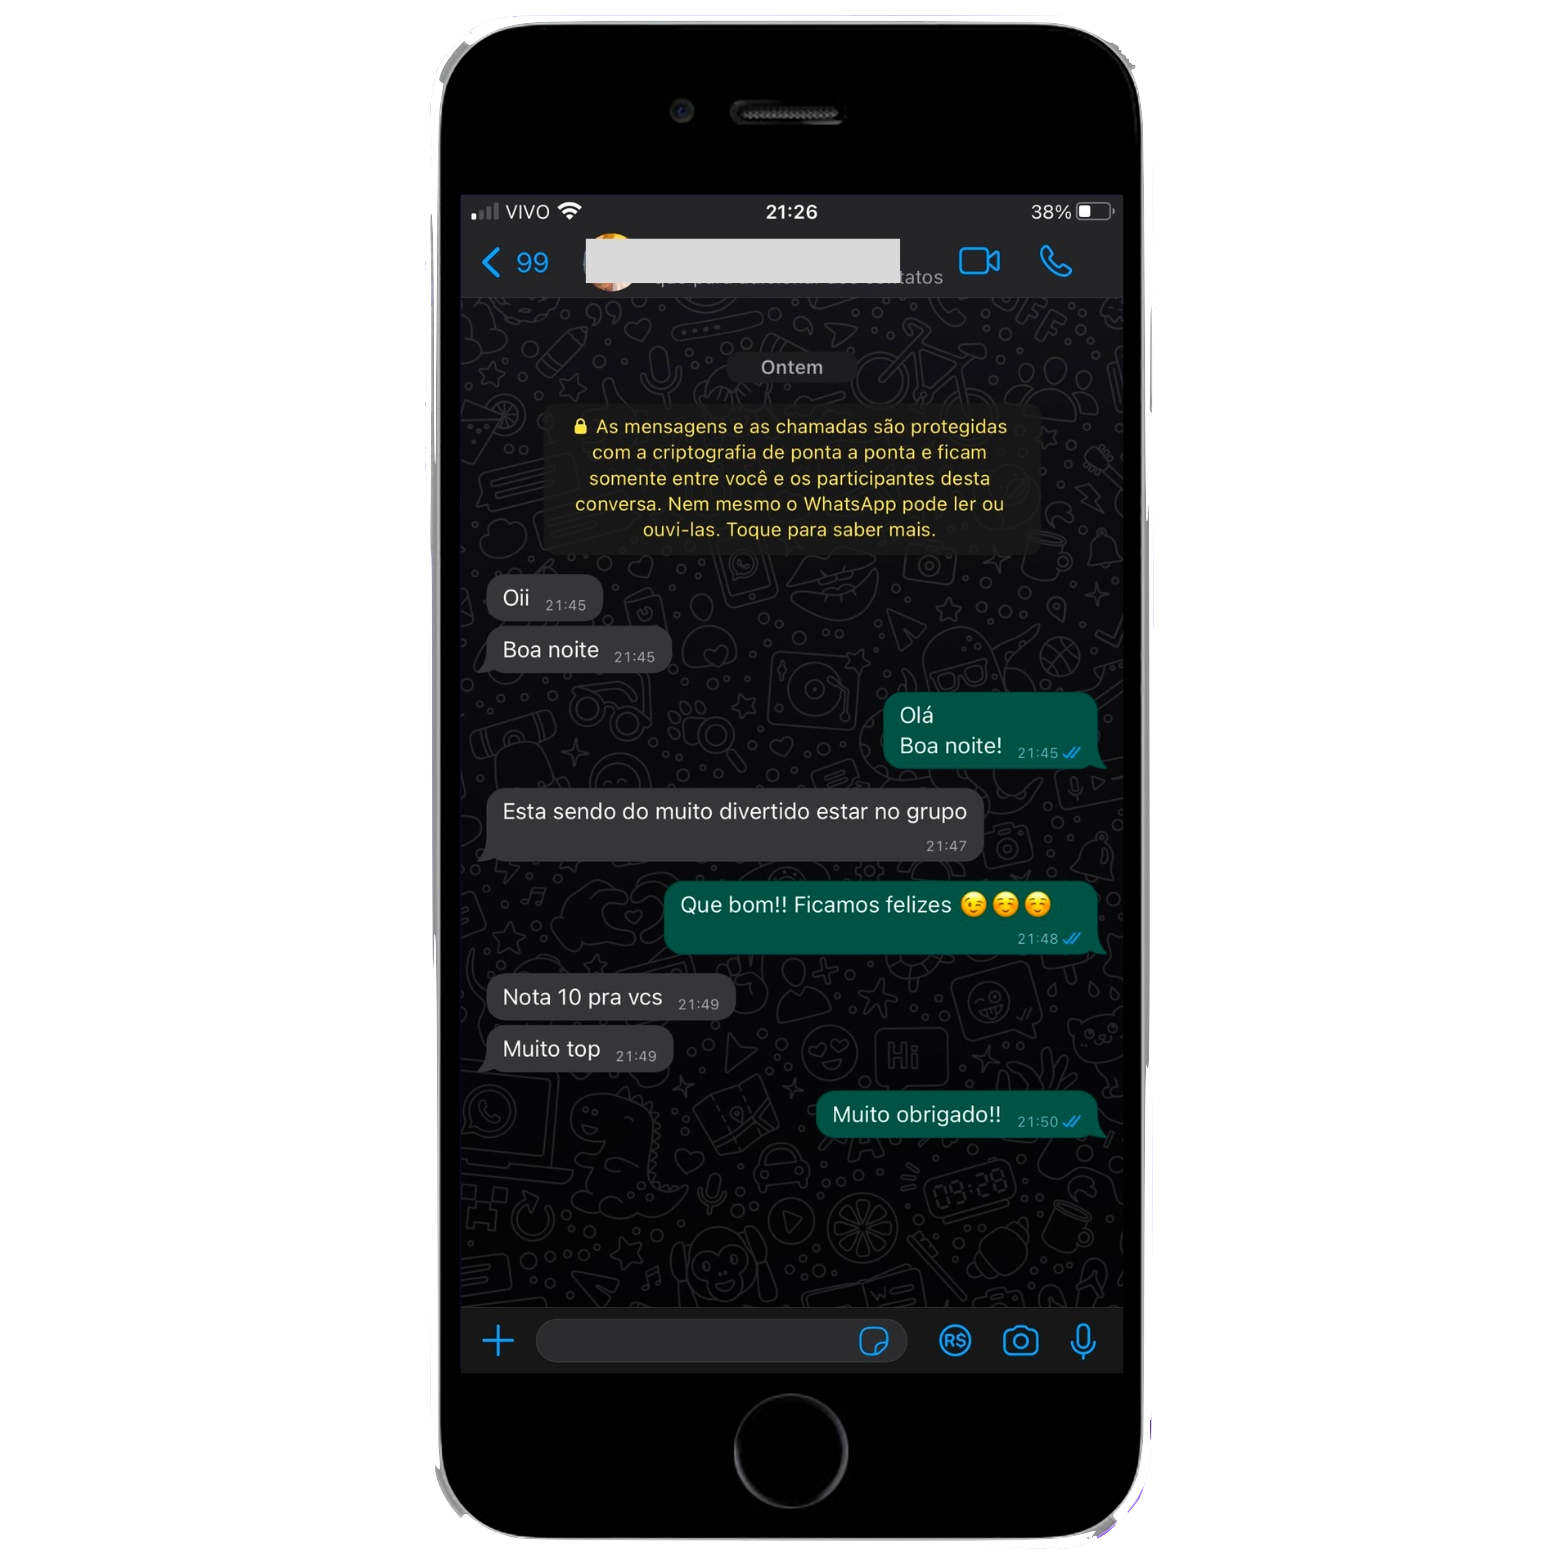 VIVO 21:26 38%
99
tatos
Ontem
As mensagens e as chamadas são protegidas
com a criptografia de ponta a ponta e ficam
somente entre você e os participantes desta
conversa. Nem mesmo o WhatsApp pode ler ou
ouvi-las. Toque para saber mais.
Oii 21:45
Boa noite 21:45
Olá
Boa noite! 21:45
Esta sendo do muito divertido estar no grupo
21:47
Que bom!! Ficamos felizes 😉☺️☺️
21:48
Nota 10 pra vcs 21:49
Muito top 21:49
Hi
Muito obrigado!! 21:50
09:28
R$